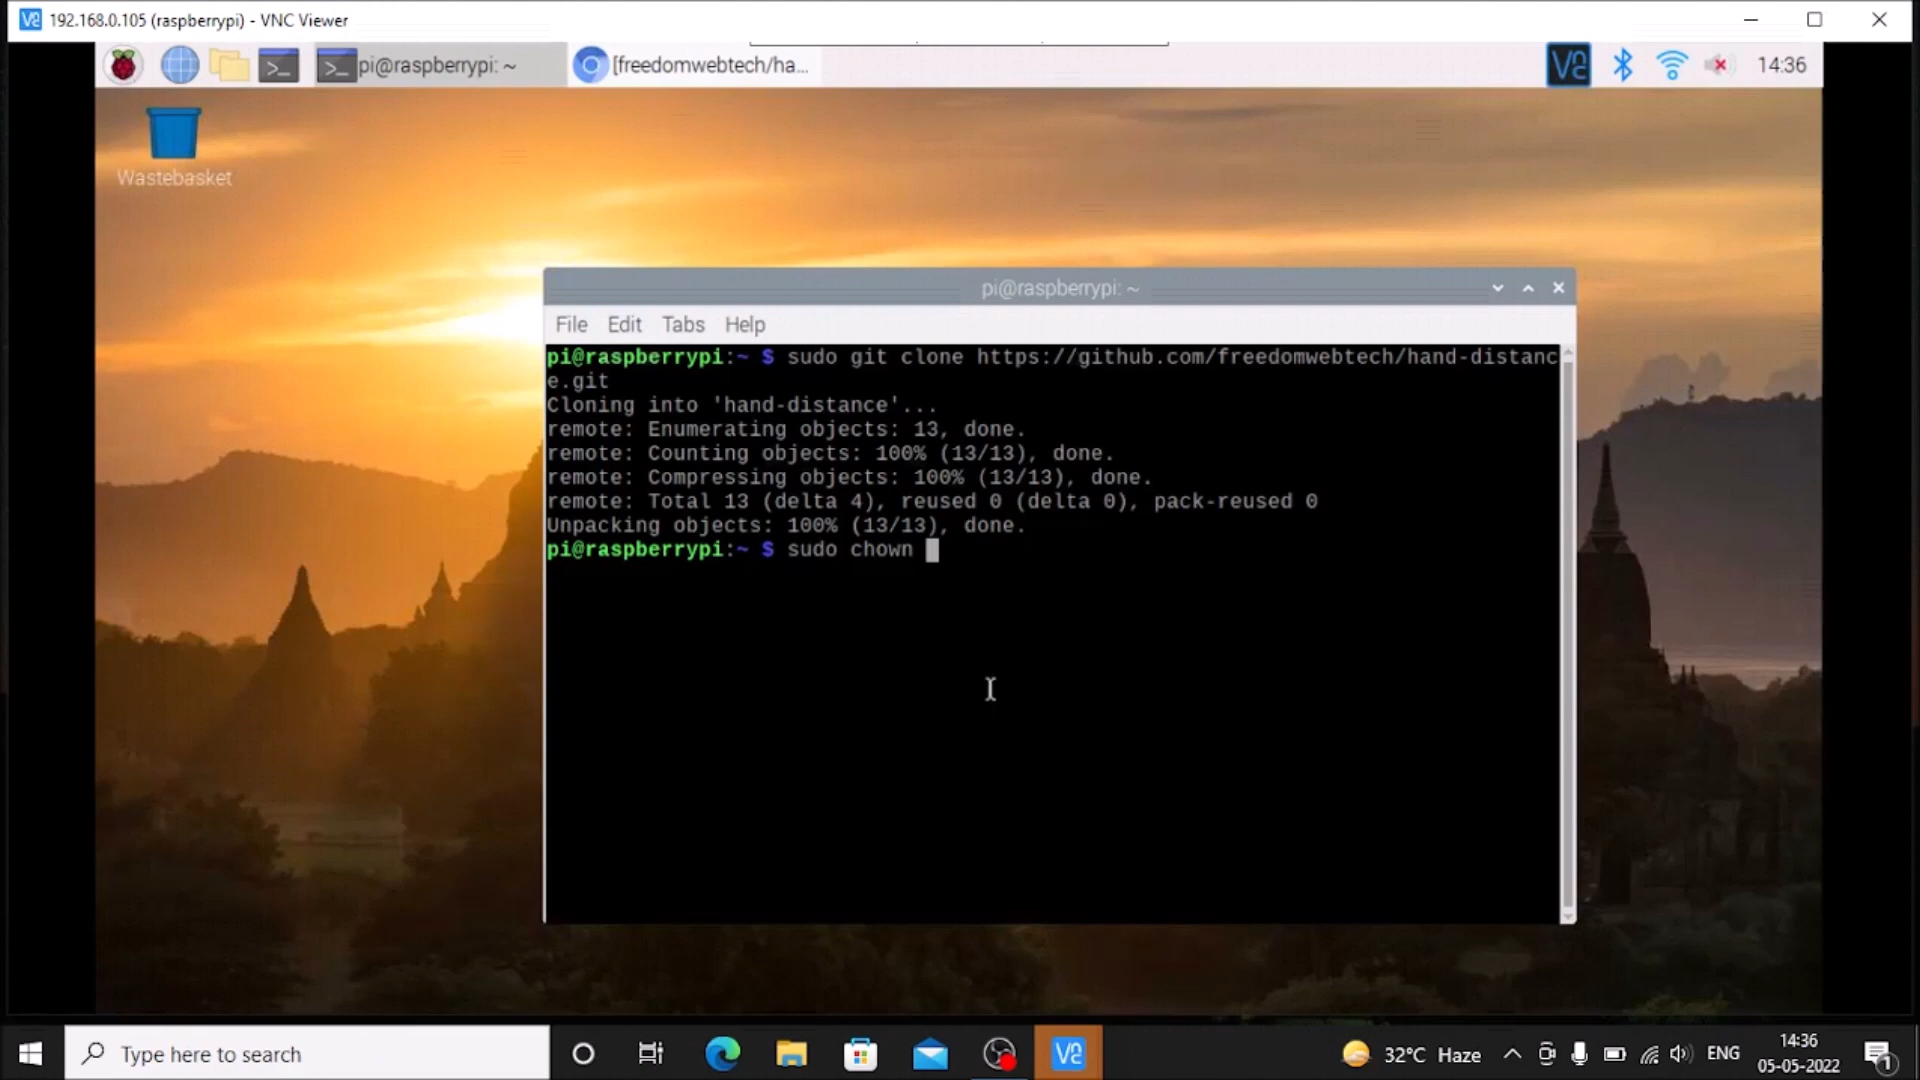 192.168.0.105 (raspberrypi) - VNC Viewer
pi@raspberrypi: ~
[freedomwebtech/ha...
14:36
Wastebasket
pi@raspberrypi: ~
File Edit Tabs Help
pi@raspberrypi:~ $ sudo git clone https://github.com/freedomwebtech/hand-distanc
e.git
Cloning into 'hand-distance'...
remote: Enumerating objects: 13, done.
remote: Counting objects: 100% (13/13), done.
remote: Compressing objects: 100% (13/13), done.
remote: Total 13 (delta 4), reused 0 (delta 0), pack-reused 0
Unpacking objects: 100% (13/13), done.
pi@raspberrypi:~ $ sudo chown
Type here to search
32°C Haze
ENG
14:36
05-05-2022
1